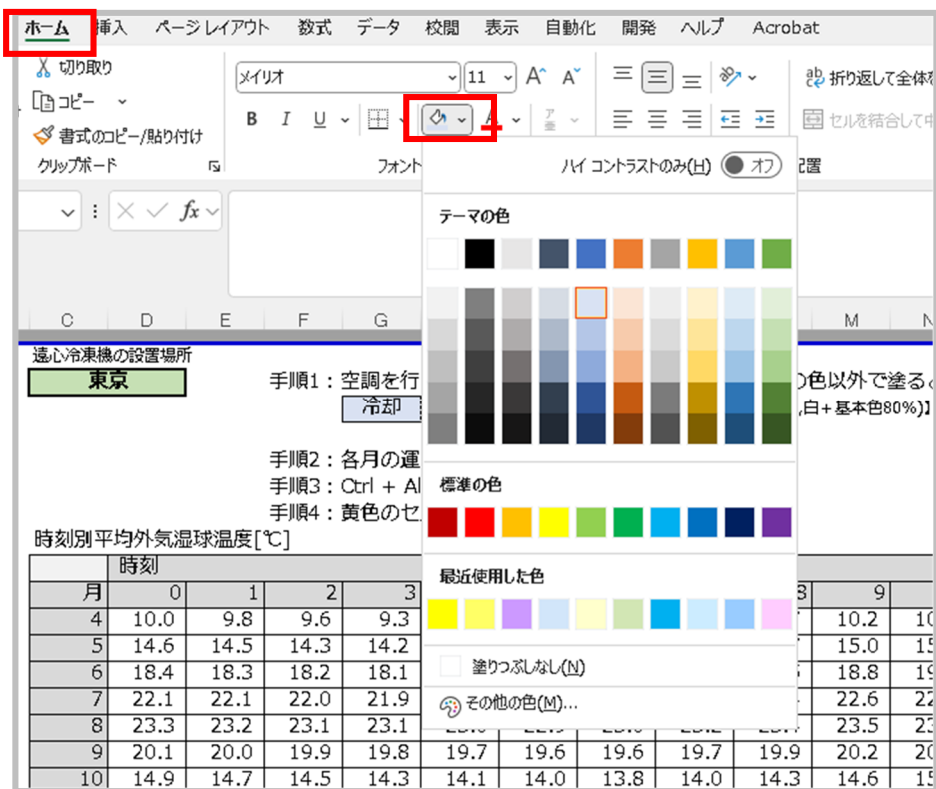 ホーム 挿入 ページ レイアウト 数式 データ 校閲 表示 自動化 開発 ヘルプ Acrobat
切り取り
メイリオ 11 A A ab 折り返して全体を
コピー
B I U A ア亜 セルを結合して中
書式のコピー/貼り付け
クリップボード フォント 配置
ハイ コントラストのみ(H) オフ
fx
テーマの色
C D E F G M N
遠心冷凍機の設置場所
東京 手順1：空調を行 の色以外で塗る。
冷却 ,白+基本色80%)】
手順2：各月の運
手順3：Ctrl + Al
手順4：黄色のセ
標準の色
時刻別平均外気湿球温度[℃]
最近使用した色
時刻
月 0 1 2 3 8 9
4 10.0 9.8 9.6 9.3 10.2 10
5 14.6 14.5 14.3 14.2 15.0 15
6 18.4 18.3 18.2 18.1 18.8 19
塗りつぶしなし(N)
7 22.1 22.1 22.0 21.9 22.6 22
その他の色(M)...
8 23.3 23.2 23.1 23.1 23.5 23
9 20.1 20.0 19.9 19.8 19.7 19.6 19.6 19.7 19.9 20.2 20
10 14.9 14.7 14.5 14.3 14.1 14.0 13.8 14.0 14.3 14.6 15